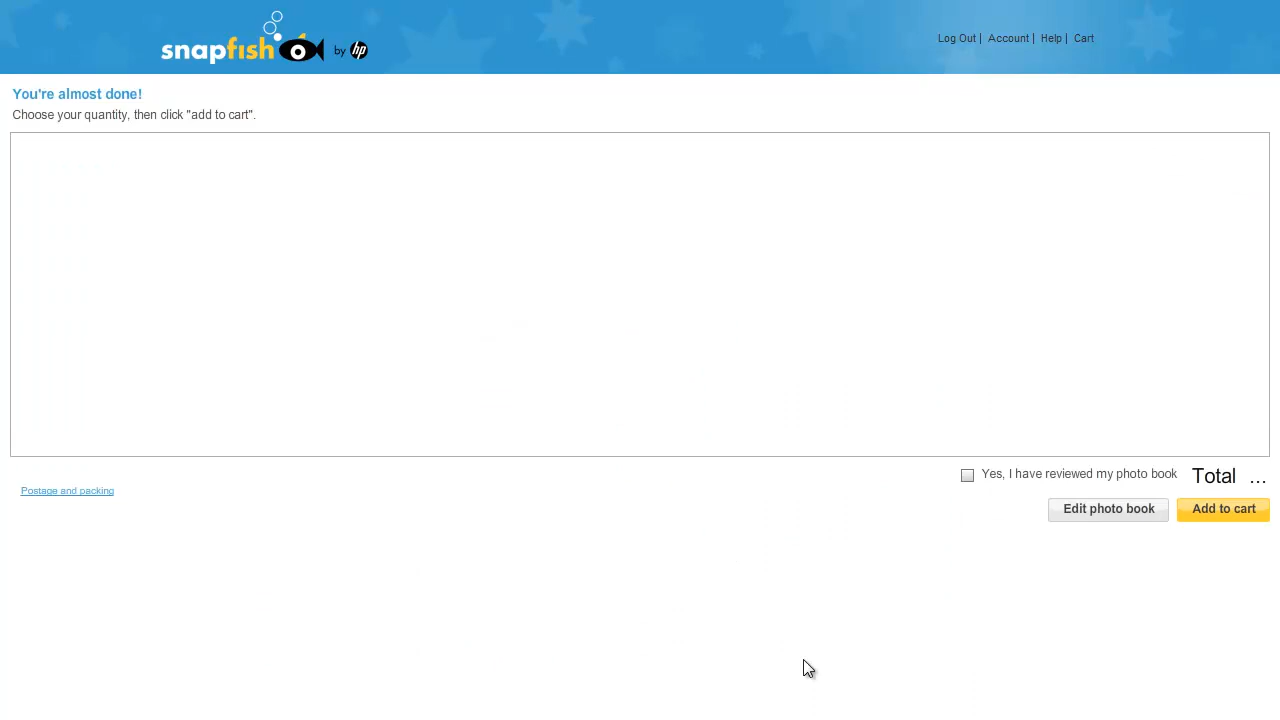 snapfish by hp
Log Out | Account | Help | Cart
You're almost done!
Choose your quantity, then click "add to cart".
Yes, I have reviewed my photo book Total ...
Postage and packing
Edit photo book Add to cart